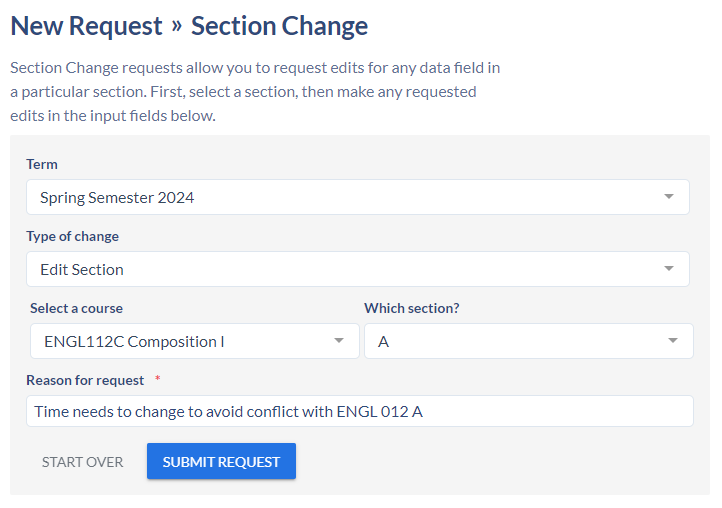 New Request » Section Change
Section Change requests allow you to request edits for any data field in
a particular section. First, select a section, then make any requested
edits in the input fields below.
Term
Spring Semester 2024
Type of change
Edit Section
Select a course
Which section?
ENGL112C Composition I
A
Reason for request *
Time needs to change to avoid conflict with ENGL 012 A
START OVER
SUBMIT REQUEST